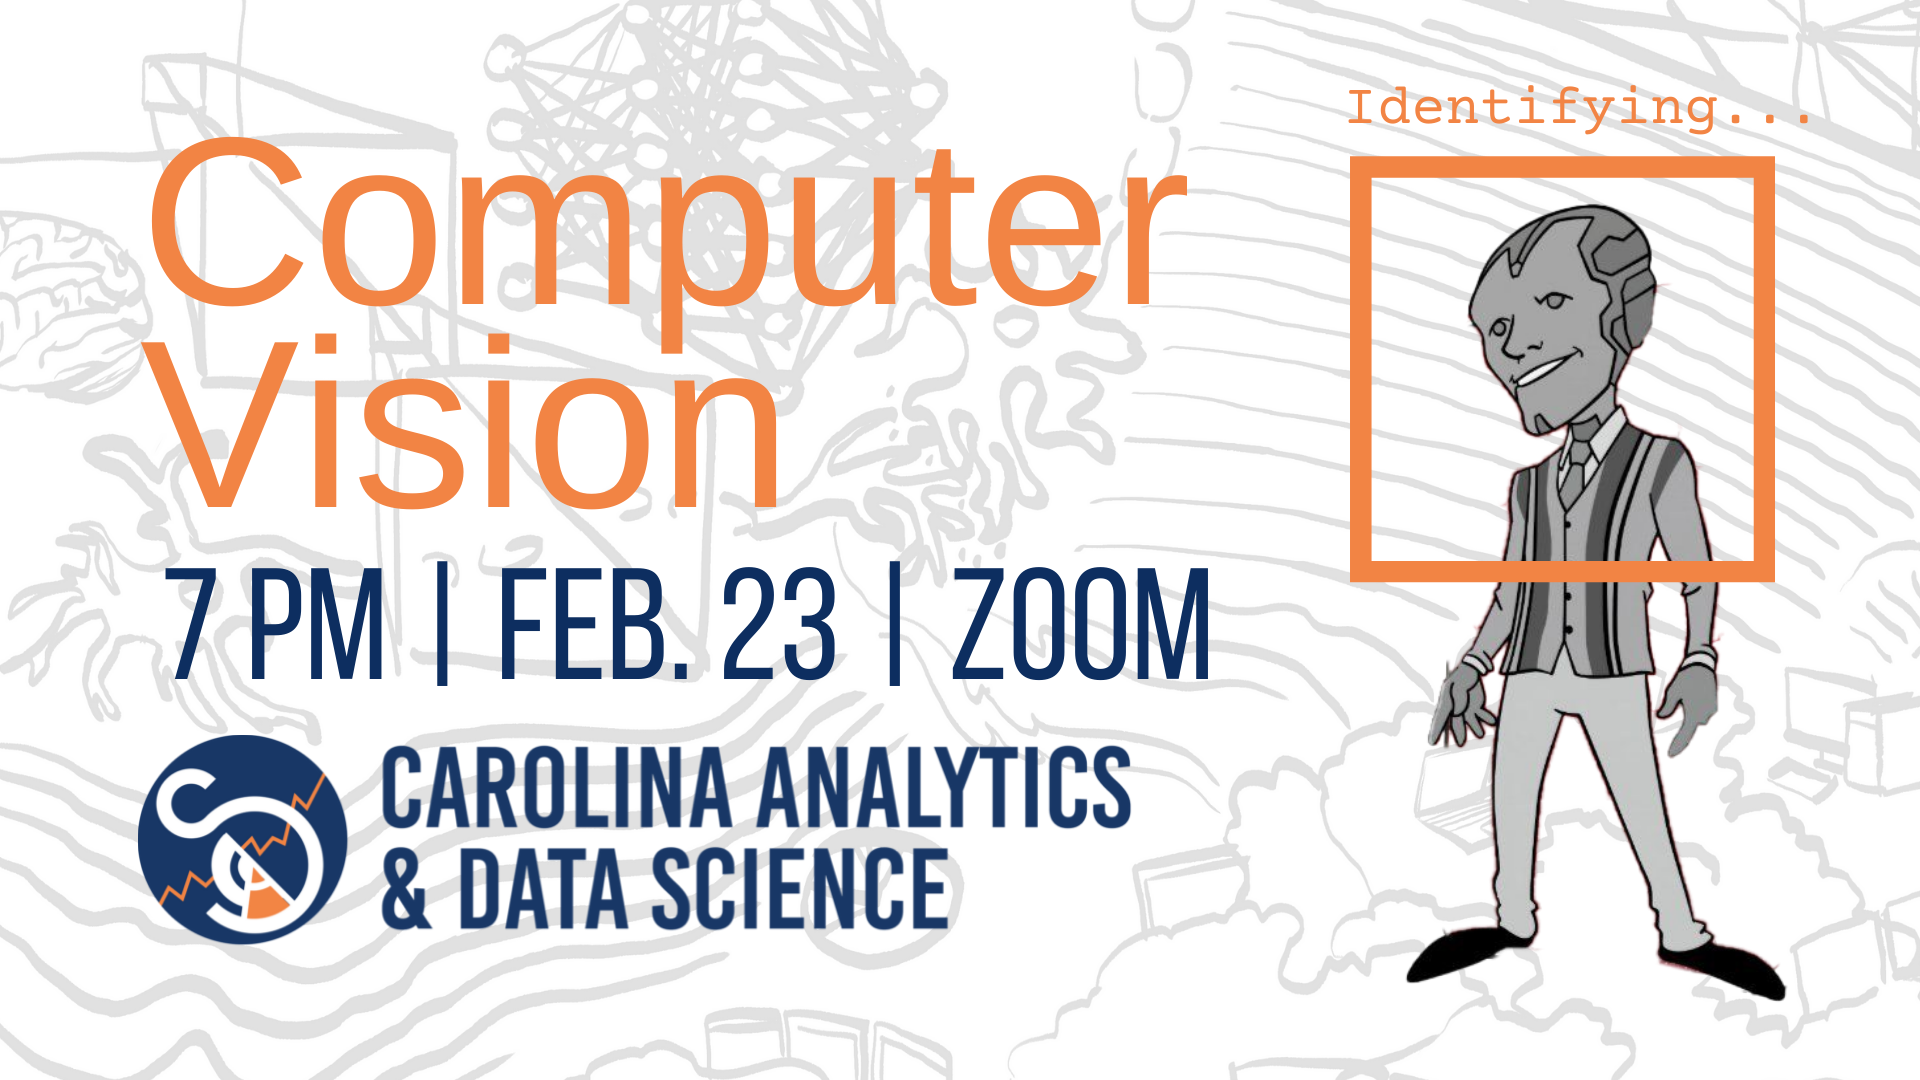 Identifying...
Computer
Vision
7 PM | FEB. 23 | ZOOM
CAROLINA ANALYTICS
& DATA SCIENCE